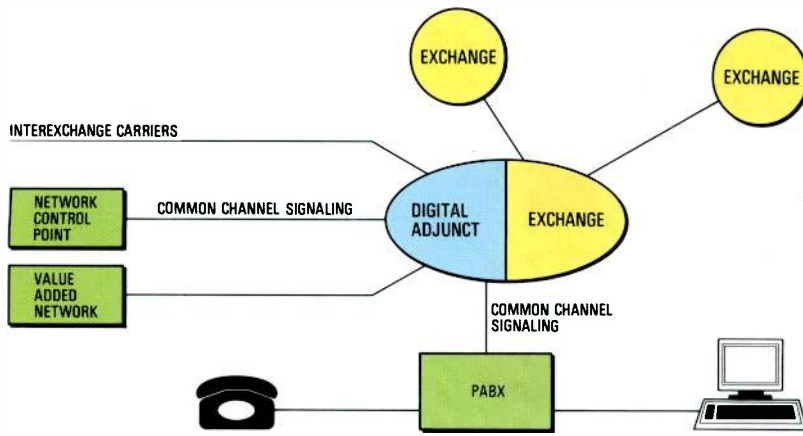 EXCHANGE
EXCHANGE
INTEREXCHANGE CARRIERS
NETWORK
CONTROL
POINT
COMMON CHANNEL SIGNALING
DIGITAL
ADJUNCT
EXCHANGE
VALUE
ADDED
NETWORK
COMMON CHANNEL
SIGNALING
PABX